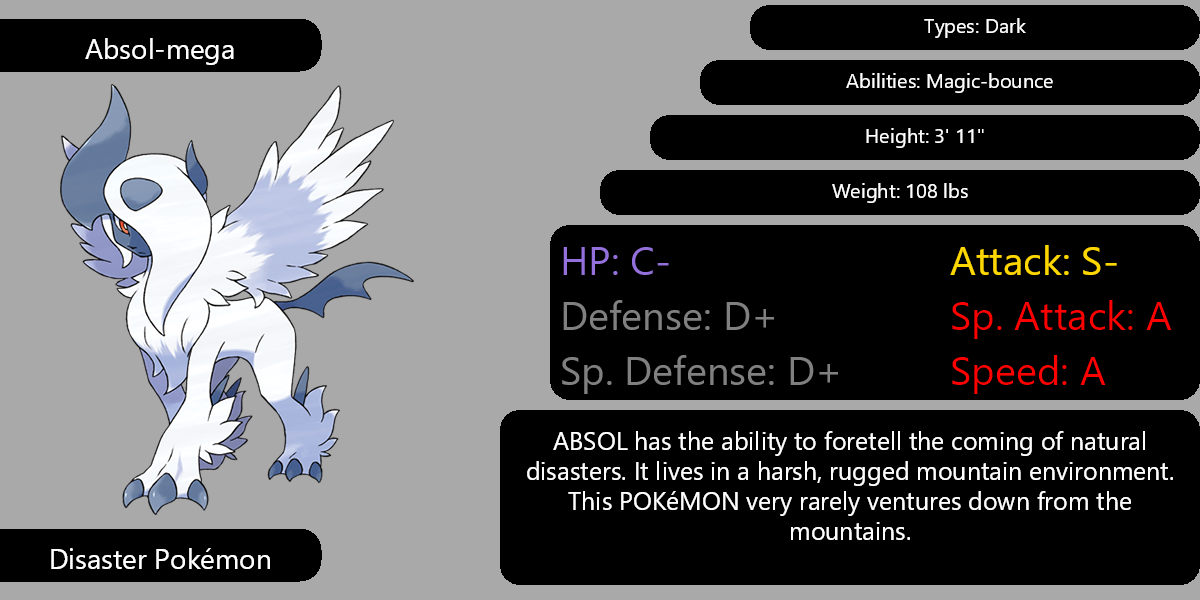 Absol-mega
Types: Dark
Abilities: Magic-bounce
Height: 3' 11"
Weight: 108 lbs
HP: C-
Attack: S-
Defense: D+
Sp. Attack: A
Sp. Defense: D+
Speed: A
ABSOL has the ability to foretell the coming of natural
disasters. It lives in a harsh, rugged mountain environment.
This POKéMON very rarely ventures down from the
mountains.
Disaster Pokémon